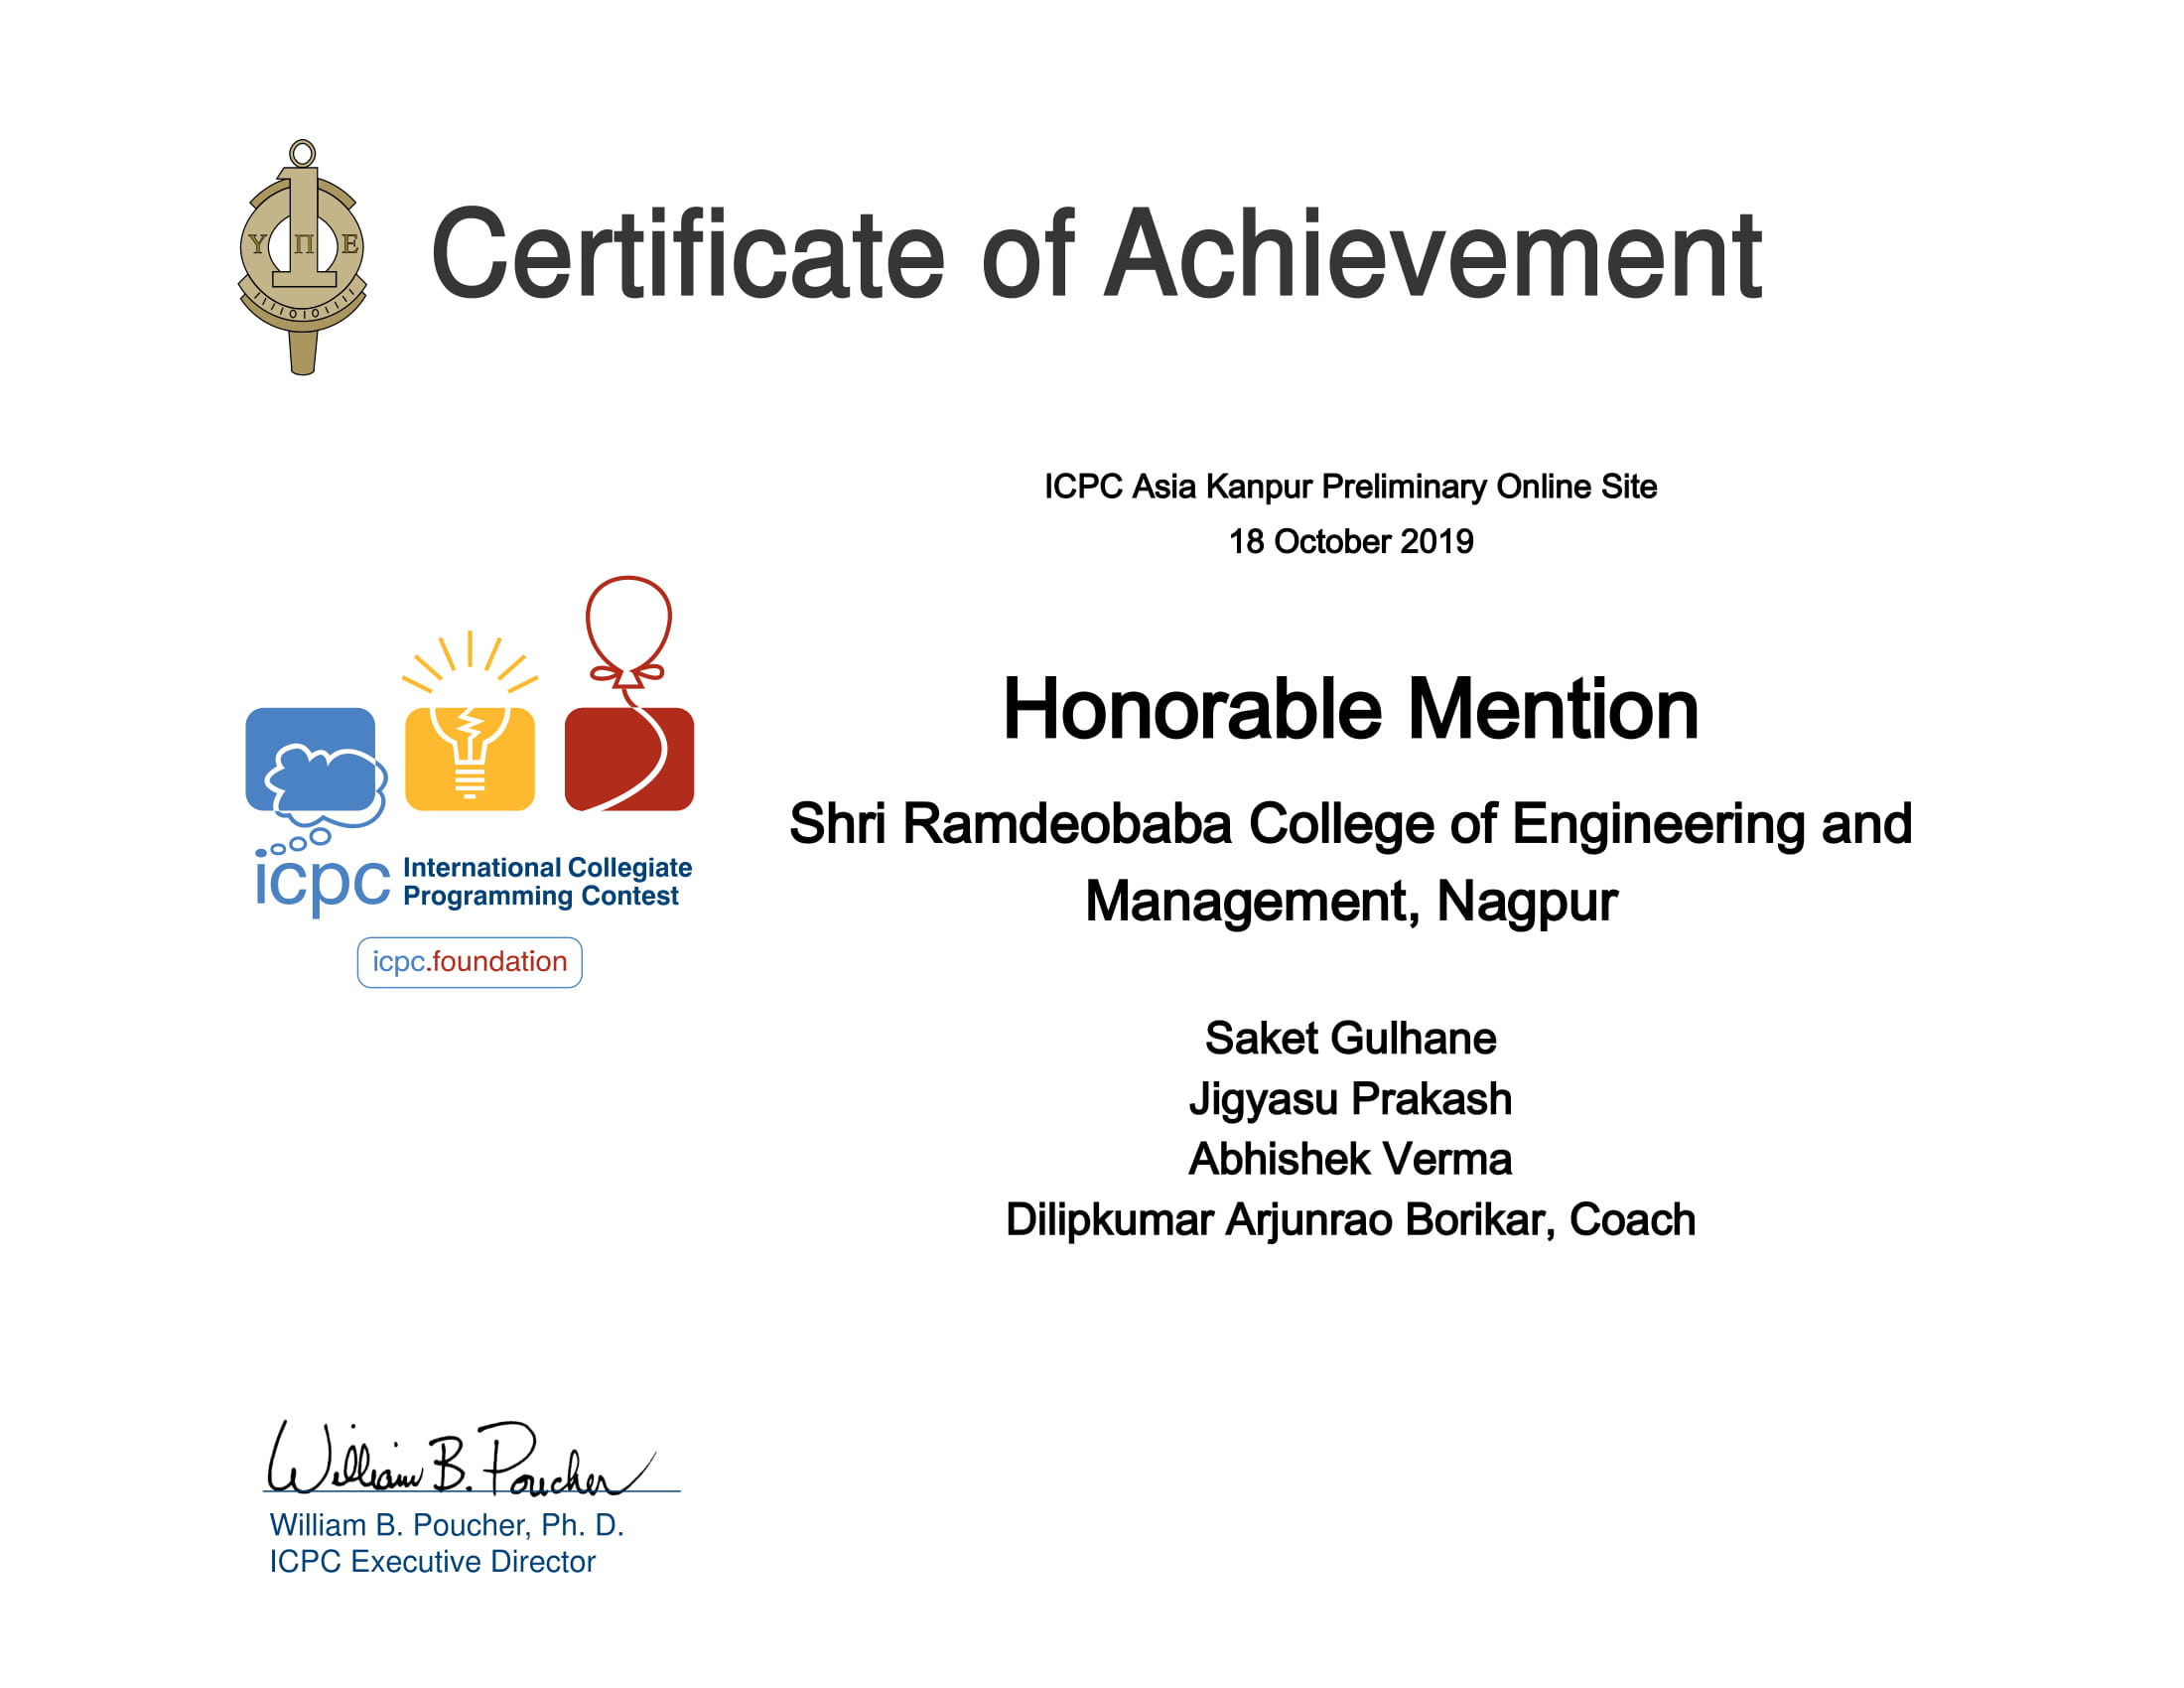 Certificate of Achievement
Υ Π Ε
ICPC Asia Kanpur Preliminary Online Site
18 October 2019
Honorable Mention
Shri Ramdeobaba College of Engineering and
Management, Nagpur
icpc International Collegiate
Programming Contest
icpc.foundation
Saket Gulhane
Jigyasu Prakash
Abhishek Verma
Dilipkumar Arjunrao Borikar, Coach
William B. Poucher
William B. Poucher, Ph. D.
ICPC Executive Director